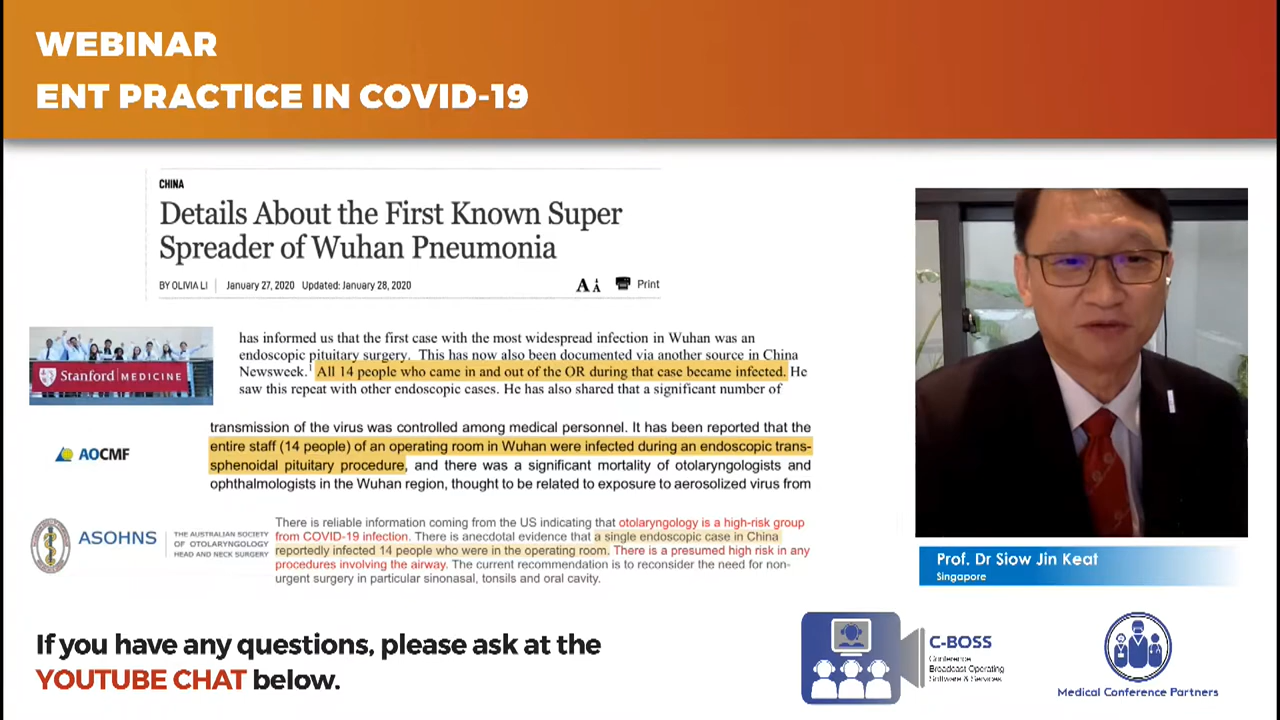 WEBINAR
ENT PRACTICE IN COVID-19
CHINA
Details About the First Known Super
Spreader of Wuhan Pneumonia
BY OLIVIA LI | January 27, 2020 Updated: January 28, 2020 AA Print
has informed us that the first case with the most widespread infection in Wuhan was an
endoscopic pituitary surgery. This has now also been documented via another source in China
Newsweek.¹ All 14 people who came in and out of the OR during that case became infected. He
saw this repeat with other endoscopic cases. He has also shared that a significant number of
Stanford | MEDICINE
transmission of the virus was controlled among medical personnel. It has been reported that the
entire staff (14 people) of an operating room in Wuhan were infected during an endoscopic trans-
sphenoidal pituitary procedure, and there was a significant mortality of otolaryngologists and
ophthalmologists in the Wuhan region, thought to be related to exposure to aerosolized virus from
AOCMF
ASOHNS
THE AUSTRALIAN SOCIETY
OF OTOLARYNGOLOGY
HEAD AND NECK SURGERY
There is reliable information coming from the US indicating that otolaryngology is a high-risk group
from COVID-19 infection. There is anecdotal evidence that a single endoscopic case in China
reportedly infected 14 people who were in the operating room. There is a presumed high risk in any
procedures involving the airway. The current recommendation is to reconsider the need for non-
urgent surgery in particular sinonasal, tonsils and oral cavity.
Prof. Dr Siow Jin Keat
Singapore
If you have any questions, please ask at the
YOUTUBE CHAT below.
C-BOSS
Conference
Broadcast Operating
Software & Services
Medical Conference Partners